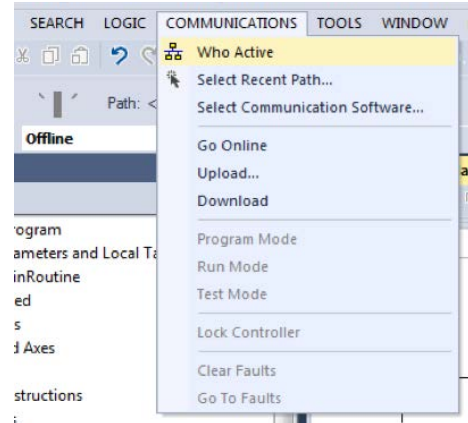 SEARCH LOGIC COMMUNICATIONS TOOLS WINDOW
Who Active
Select Recent Path...
Path: <
Select Communication Software...
Offline
Go Online
Upload...
Download
Program Mode
Run Mode
Test Mode
Lock Controller
Clear Faults
Go To Faults
ogram
ameters and Local Ta
inRoutine
ed
s
d Axes
structions